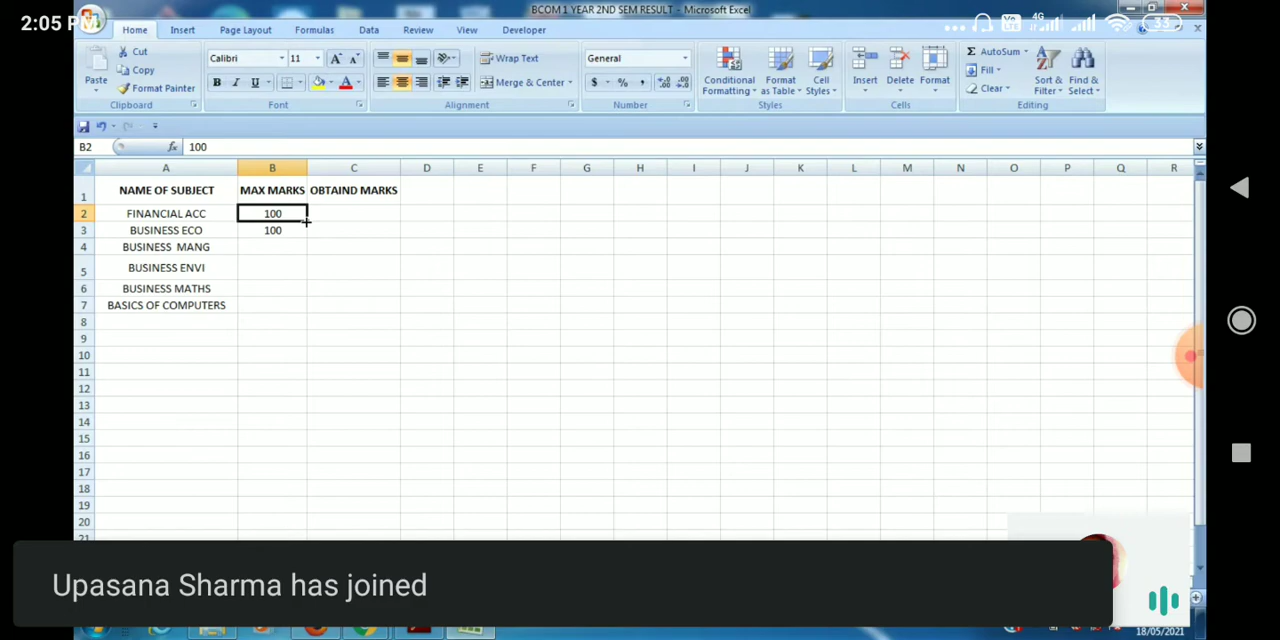 2:05 PM
BCOM 1 YEAR 2ND SEM RESULT - Microsoft Excel
4G
33
Home Insert Page Layout Formulas Data Review View Developer
Paste
Cut
Copy
Format Painter
Clipboard
Calibri 11
B I U
Font
Wrap Text
Merge & Center
Alignment
General
$ % ,
Number
Conditional Formatting
Format as Table
Cell Styles
Styles
Insert Delete Format
Cells
Σ AutoSum
Fill
Clear
Sort & Filter
Find & Select
Editing
B2 fx 100
A B C D E F G H I J K L M N O P Q R
1 NAME OF SUBJECT MAX MARKS OBTAIND MARKS
2 FINANCIAL ACC 100
3 BUSINESS ECO 100
4 BUSINESS MANG
5 BUSINESS ENVI
6 BUSINESS MATHS
7 BASICS OF COMPUTERS
8
9
10
11
12
13
14
15
16
17
18
19
20
21
Upasana Sharma has joined
18/05/2021